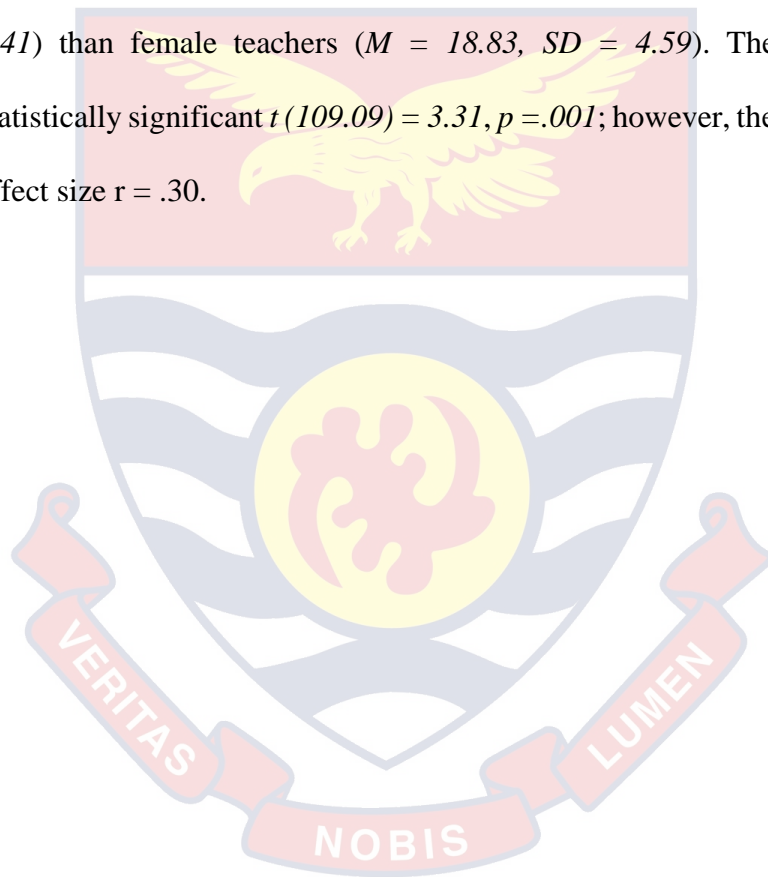 41) than female teachers (M = 18.83, SD = 4.59). The
atistically significant t (109.09) = 3.31, p =.001; however, the
ffect size r = .30.
VERITAS
NOBIS
LUMEN